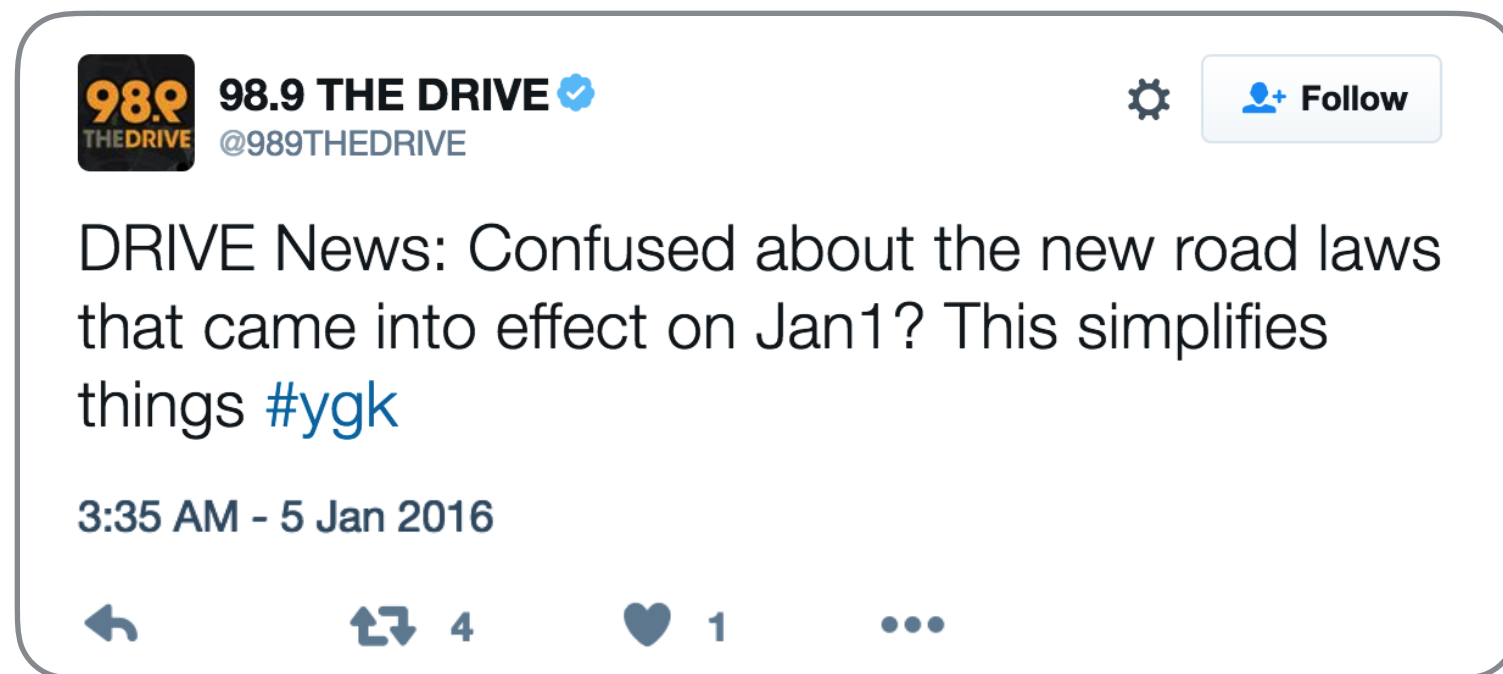 98.9
THEDRIVE
98.9 THE DRIVE
@989THEDRIVE
Follow
DRIVE News: Confused about the new road laws
that came into effect on Jan1? This simplifies
things #ygk
3:35 AM - 5 Jan 2016
4
1